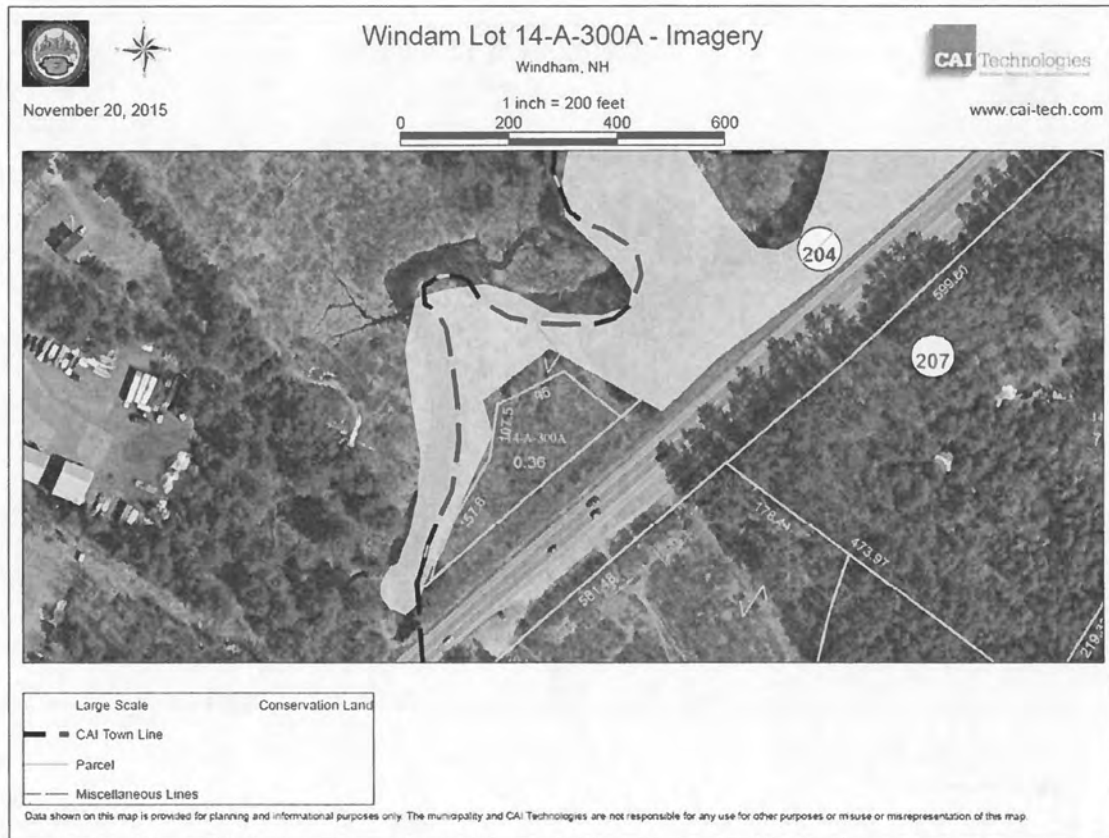 Windam Lot 14-A-300A - Imagery
Windham, NH
CAI Technologies
November 20, 2015
1 inch = 200 feet
www.cai-tech.com
0 200 400 600
204
599.60
207
90
107.5
14-A-300A
0.36
57.6
178.44
473.97
581.48
7
Large Scale Conservation Land
CAI Town Line
Parcel
Miscellaneous Lines
Data shown on this map is provided for planning and informational purposes only. The municipality and CAI Technologies are not responsible for any use for other purposes or misuse or misrepresentation of this map.